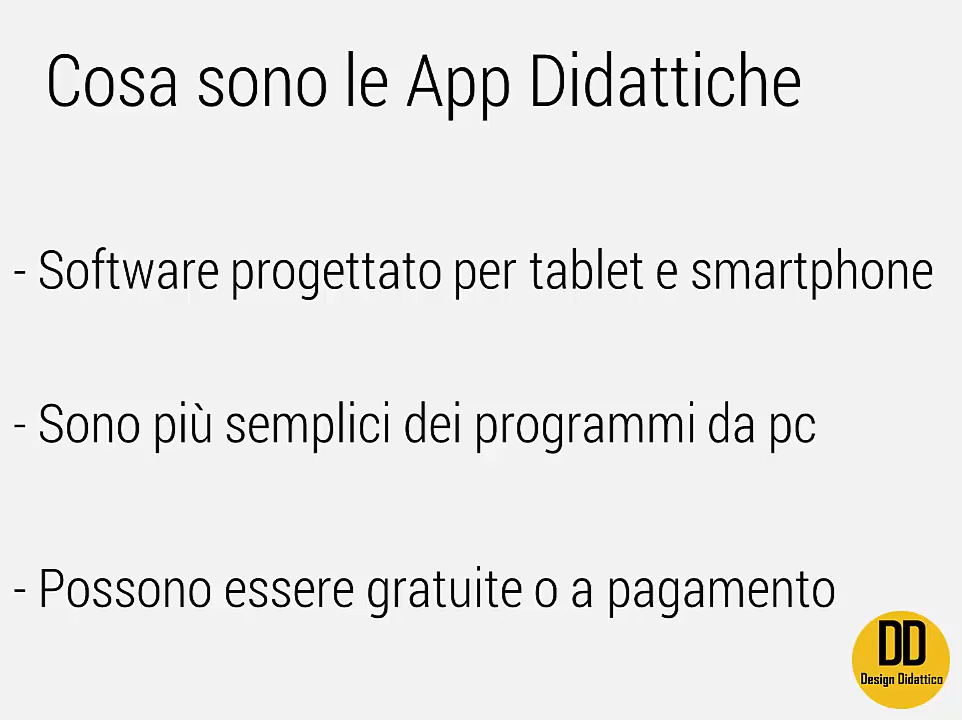 Cosa sono le App Didattiche
- Software progettato per tablet e smartphone
- Sono più semplici dei programmi da pc
- Possono essere gratuite o a pagamento
DD
Design Didattico